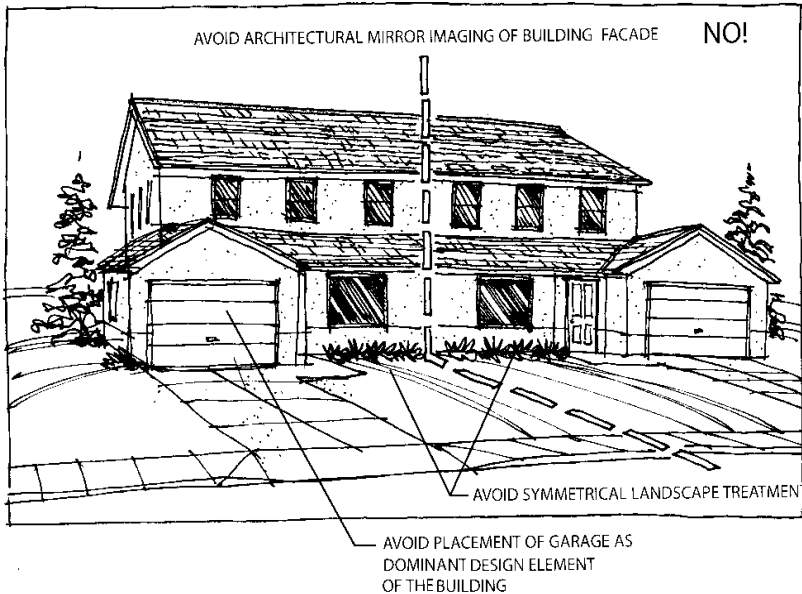 AVOID ARCHITECTURAL MIRROR IMAGING OF BUILDING FACADE
NO!
AVOID SYMMETRICAL LANDSCAPE TREATMENT
AVOID PLACEMENT OF GARAGE AS
DOMINANT DESIGN ELEMENT
OF THE BUILDING